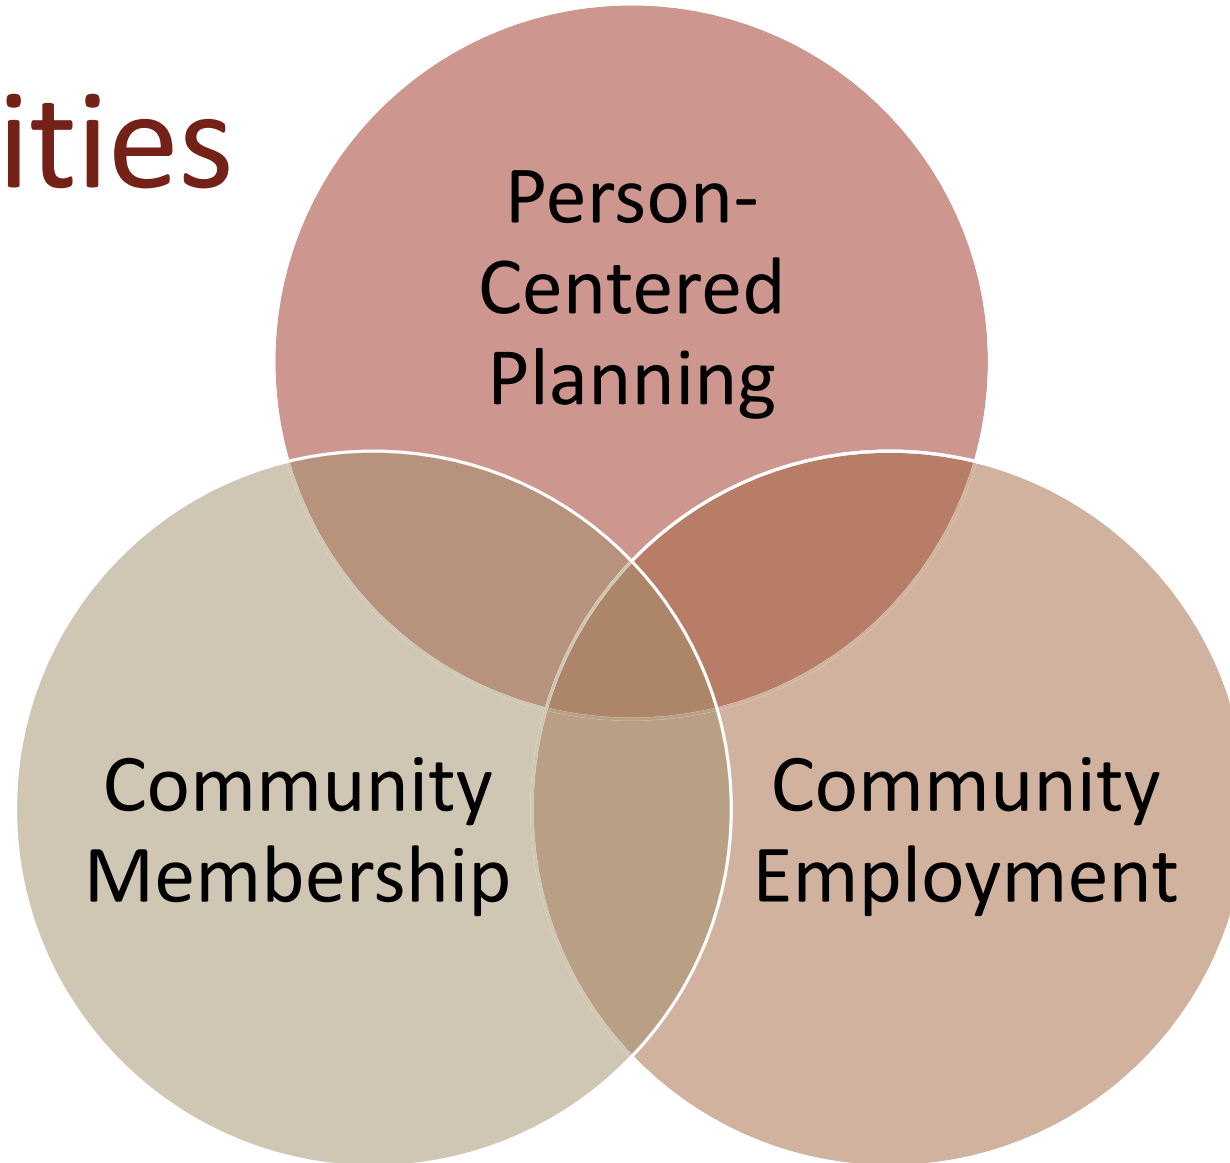 ities
Person-
Centered
Planning
Community
Membership
Community
Employment